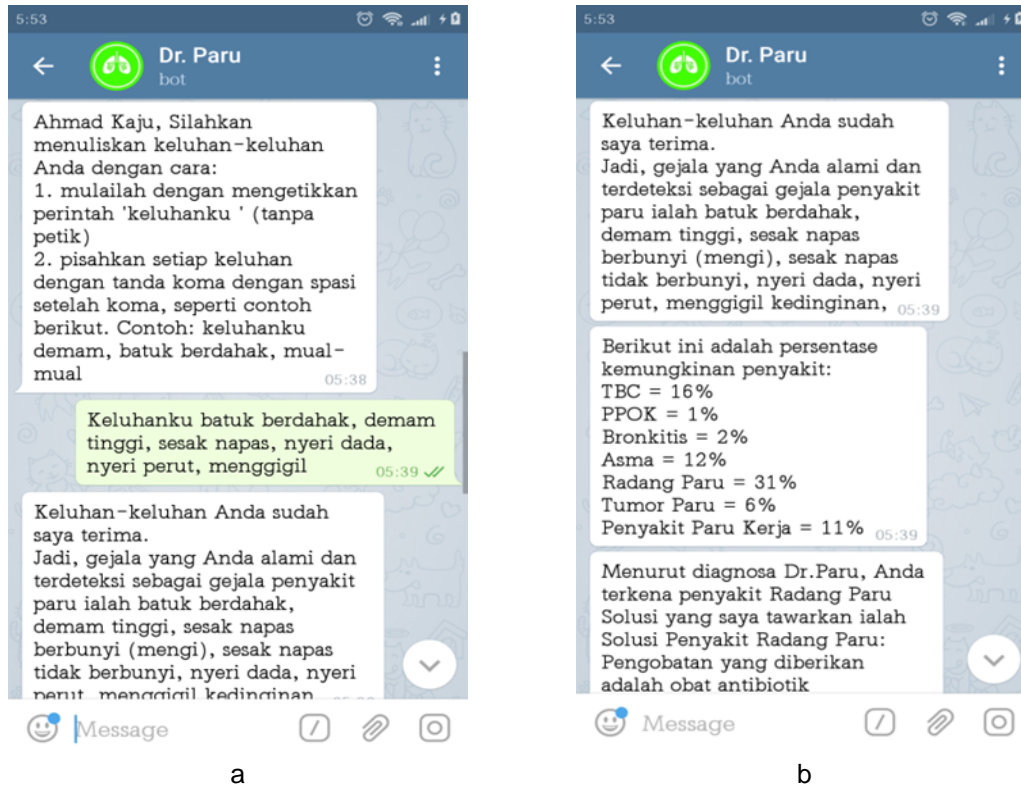 5:53
Dr. Paru
bot
Ahmad Kaju, Silahkan
menuliskan keluhan-keluhan
Anda dengan cara:
1. mulailah dengan mengetikkan
perintah 'keluhanku ' (tanpa
petik)
2. pisahkan setiap keluhan
dengan tanda koma dengan spasi
setelah koma, seperti contoh
berikut. Contoh: keluhanku
demam, batuk berdahak, mual-
mual
05:38
Keluhanku batuk berdahak, demam
tinggi, sesak napas, nyeri dada,
nyeri perut, menggigil 05:39
Keluhan-keluhan Anda sudah
saya terima.
Jadi, gejala yang Anda alami dan
terdeteksi sebagai gejala penyakit
paru ialah batuk berdahak,
demam tinggi, sesak napas
berbunyi (mengi), sesak napas
tidak berbunyi, nyeri dada, nyeri
perut, menggigil kedinginan
Message
a
5:53
Dr. Paru
bot
Keluhan-keluhan Anda sudah
saya terima.
Jadi, gejala yang Anda alami dan
terdeteksi sebagai gejala penyakit
paru ialah batuk berdahak,
demam tinggi, sesak napas
berbunyi (mengi), sesak napas
tidak berbunyi, nyeri dada, nyeri
perut, menggigil kedinginan, 05:39
Berikut ini adalah persentase
kemungkinan penyakit:
TBC = 16%
PPOK = 1%
Bronkitis = 2%
Asma = 12%
Radang Paru = 31%
Tumor Paru = 6%
Penyakit Paru Kerja = 11% 05:39
Menurut diagnosa Dr.Paru, Anda
terkena penyakit Radang Paru
Solusi yang saya tawarkan ialah
Solusi Penyakit Radang Paru:
Pengobatan yang diberikan
adalah obat antibiotik
Message
b